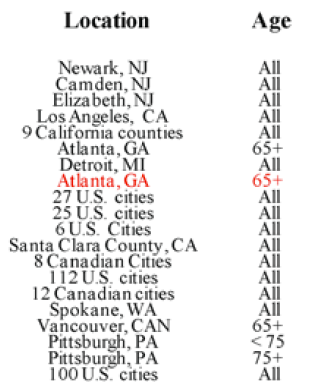 Location Age
Newark, NJ All
Camden, NJ All
Elizabeth, NJ All
Los Angeles, CA All
9 California counties All
Atlanta, GA 65+
Detroit, MI All
Atlanta, GA 65+
27 U.S. cities All
25 U.S. cities All
6 U.S. Cities All
Santa Clara County, CA All
8 Canadian Cities All
112 U.S. cities All
12 Canadian cities All
Spokane, WA All
Vancouver, CAN 65+
Pittsburgh, PA < 75
Pittsburgh, PA 75+
100 U.S. cities All